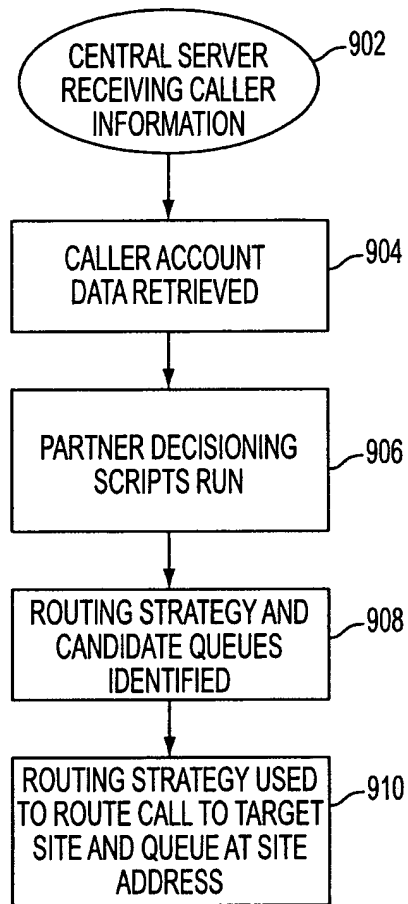 CENTRAL SERVER
RECEIVING CALLER
INFORMATION
902
CALLER ACCOUNT
DATA RETRIEVED
904
PARTNER DECISIONING
SCRIPTS RUN
906
ROUTING STRATEGY AND
CANDIDATE QUEUES
IDENTIFIED
908
ROUTING STRATEGY USED
TO ROUTE CALL TO TARGET
SITE AND QUEUE AT SITE
ADDRESS
910